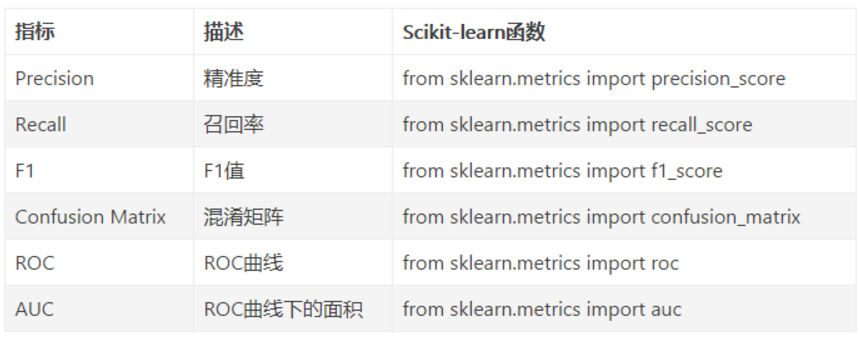 指标 描述 Scikit-learn函数
Precision 精准度 from sklearn.metrics import precision_score
Recall 召回率 from sklearn.metrics import recall_score
F1 F1值 from sklearn.metrics import f1_score
Confusion Matrix 混淆矩阵 from sklearn.metrics import confusion_matrix
ROC ROC曲线 from sklearn.metrics import roc
AUC ROC曲线下的面积 from sklearn.metrics import auc